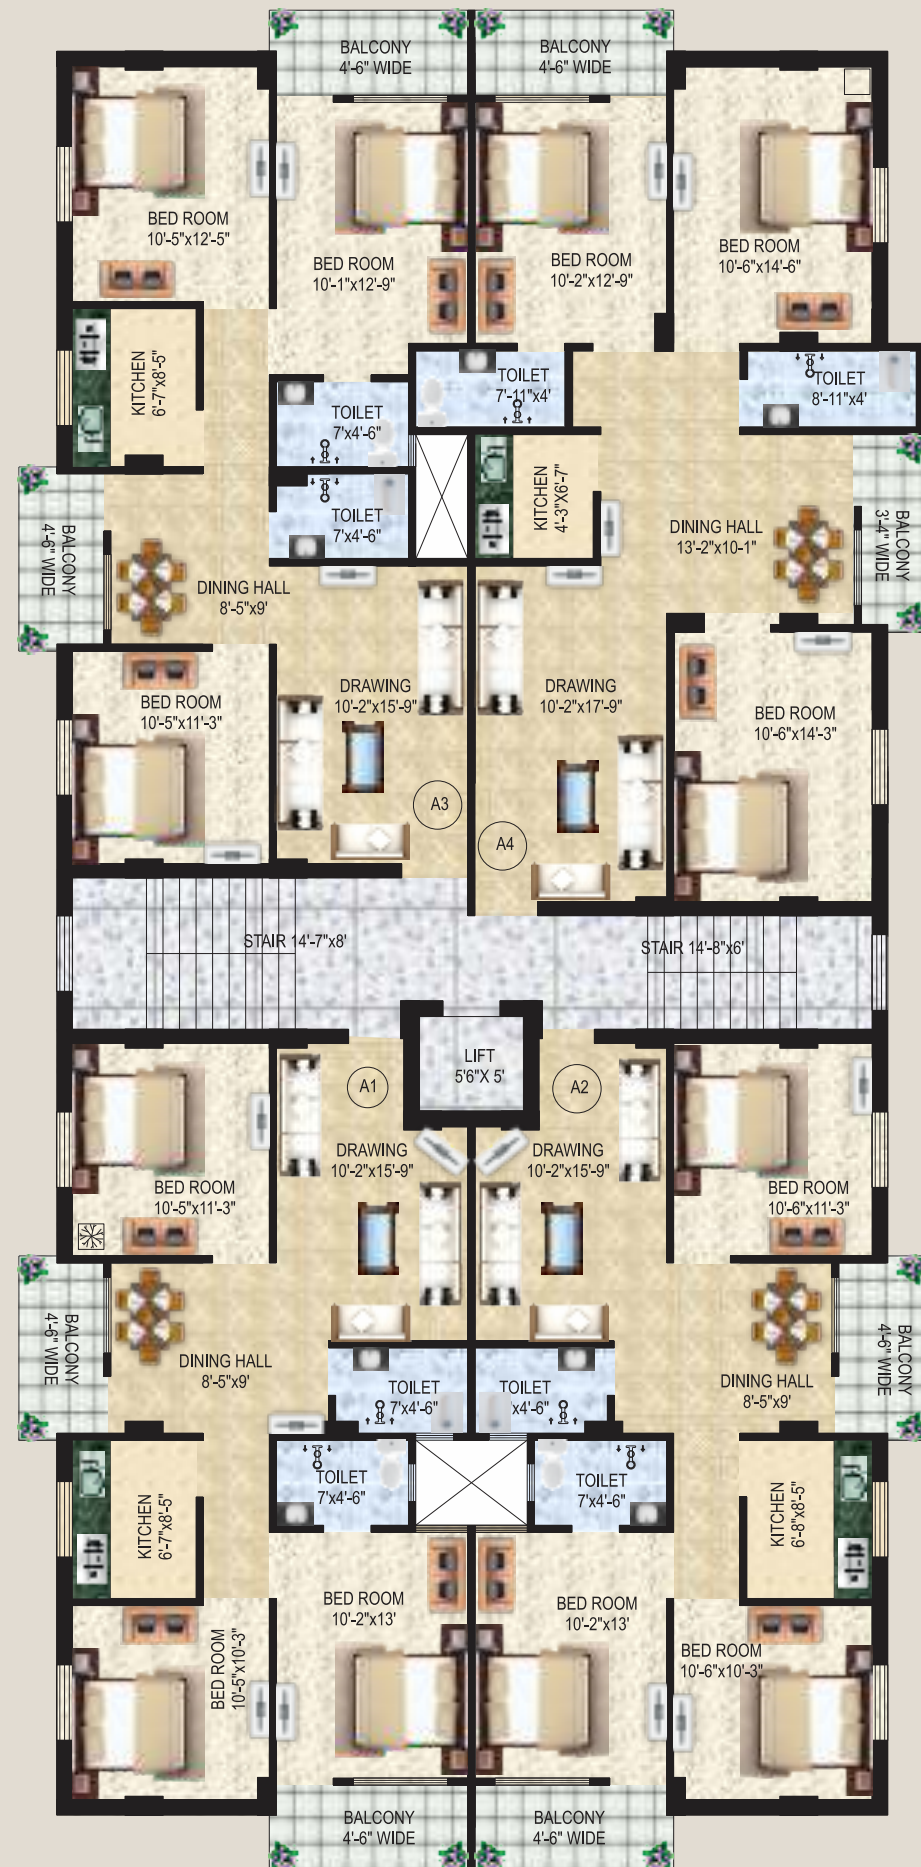 BALCONY
4'-6" WIDE
BALCONY
4'-6" WIDE
BED ROOM
10'-5"x12'-5"
BED ROOM
10'-1"x12'-9"
BED ROOM
10'-2"x12'-9"
BED ROOM
10'-6"x14'-6"
KITCHEN
6'-7"x8'-5"
TOILET
7'-11"x4'
TOILET
8'-11"x4'
TOILET
7'x4'-6"
TOILET
7'x4'-6"
KITCHEN
4'-3"X6'-7"
DINING HALL
13'-2"x10'-1"
BALCONY
3'-4" WIDE
BALCONY
4'-6" WIDE
DINING HALL
8'-5"x9'
BED ROOM
10'-5"x11'-3"
DRAWING
10'-2"x15'-9"
DRAWING
10'-2"x17'-9"
BED ROOM
10'-6"x14'-3"
A3
A4
STAIR 14'-7"x8'
STAIR 14'-8"x6'
LIFT
5'6"X 5'
A1
A2
DRAWING
10'-2"x15'-9"
DRAWING
10'-2"x15'-9"
BED ROOM
10'-5"x11'-3"
BED ROOM
10'-6"x11'-3"
BALCONY
4'-6" WIDE
DINING HALL
8'-5"x9'
TOILET
7'x4'-6"
TOILET
'x4'-6"
DINING HALL
8'-5"x9'
BALCONY
4'-6" WIDE
KITCHEN
6'-7"x8'-5"
TOILET
7'x4'-6"
TOILET
7'x4'-6"
KITCHEN
6'-8"x8'-5"
BED ROOM
10'-5"x10'-3"
BED ROOM
10'-2"x13'
BED ROOM
10'-2"x13'
BED ROOM
10'-6"x10'-3"
BALCONY
4'-6" WIDE
BALCONY
4'-6" WIDE